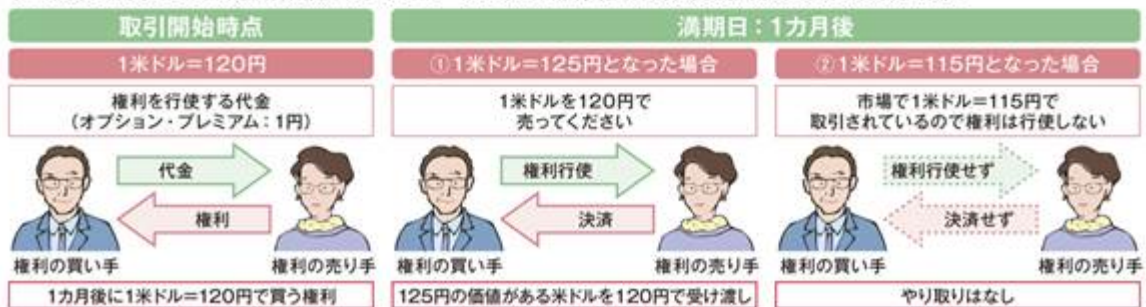 取引開始時点
満期日：1カ月後
1米ドル＝120円
①1米ドル＝125円となった場合
②1米ドル＝115円となった場合
権利を行使する代金
（オプション・プレミアム：1円）
1米ドルを120円で
売ってください
市場で1米ドル＝115円で
取引されているので権利は行使しない
代金
権利
権利の買い手
権利の売り手
権利行使
決済
権利の買い手
権利の売り手
権利行使せず
決済せず
権利の買い手
権利の売り手
1カ月後に1米ドル＝120円で買う権利
125円の価値がある米ドルを120円で受け渡し
やり取りはなし